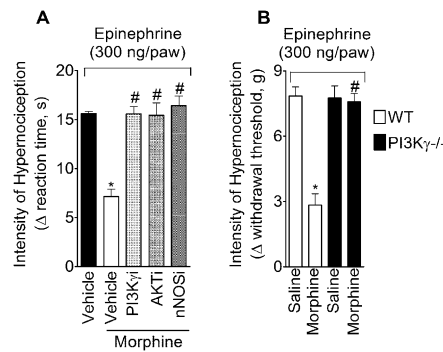 A
Epinephrine
(300 ng/paw)
Intensity of Hypernociception
(Δ reaction time, s)
20
15
10
5
0
*
#
#
#
Vehicle
Vehicle
PI3Kγi
AKTi
nNOSi
Morphine
B
Epinephrine
(300 ng/paw)
Intensity of Hypernociception
(Δ withdrawal threshold, g)
9
6
3
0
*
#
Saline
Morphine
Saline
Morphine
WT
PI3Kγ-/-